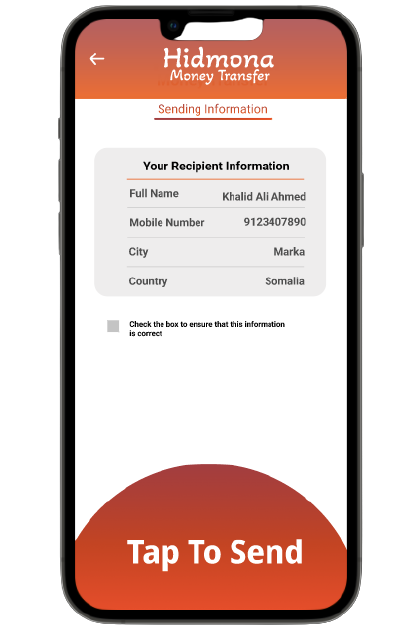 Hidmona
Money Transfer
Sending Information
Your Recipient Information
Full Name Khalid Ali Ahmed
Mobile Number 9123407890
City Marka
Country Somalia
Check the box to ensure that this information
is correct
Tap To Send